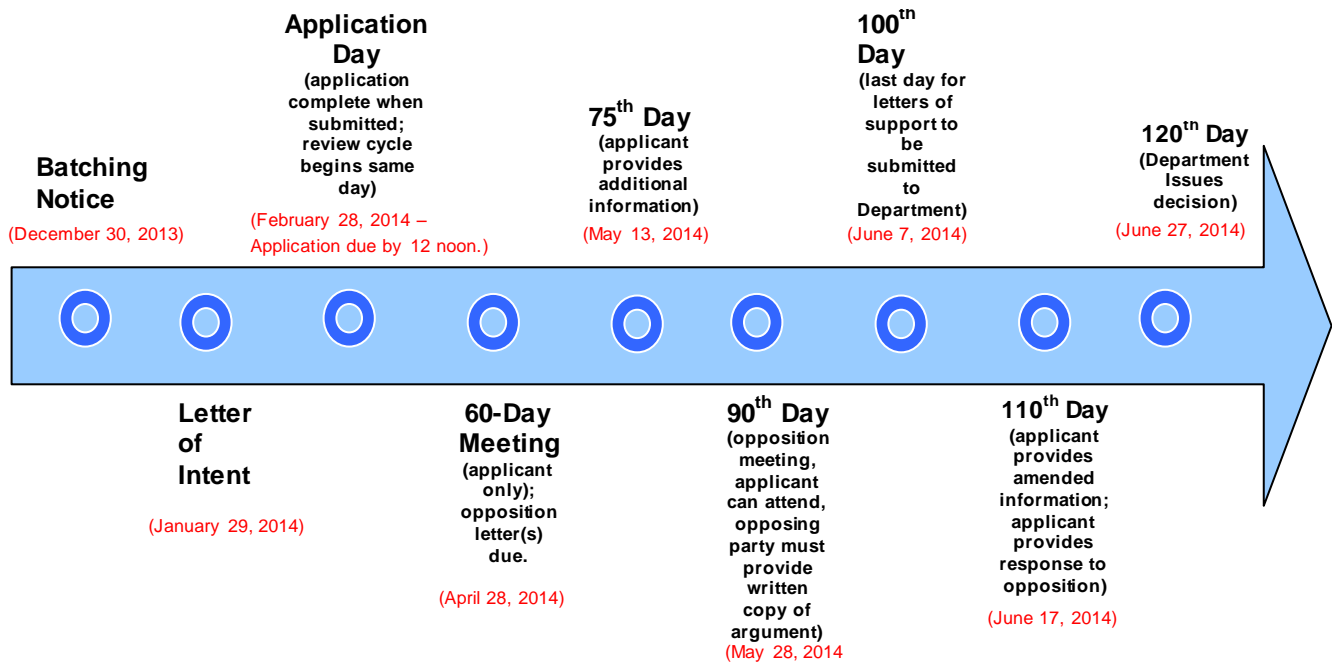 Batching
Notice
(December 30, 2013)
Letter
of
Intent
(January 29, 2014)
Application
Day
(application
complete when
submitted;
review cycle
begins same
day)
(February 28, 2014 –
Application due by 12 noon.)
60-Day
Meeting
(applicant
only);
opposition
letter(s)
due.
(April 28, 2014)
75th Day
(applicant
provides
additional
information)
(May 13, 2014)
90th Day
(opposition
meeting,
applicant
can attend,
opposing
party must
provide
written
copy of
argument)
(May 28, 2014
100th
Day
(last day for
letters of
support to
be
submitted
to
Department)
(June 7, 2014)
110th Day
(applicant
provides
amended
information;
applicant
provides
response to
opposition)
(June 17, 2014)
120th Day
(Department
Issues
decision)
(June 27, 2014)